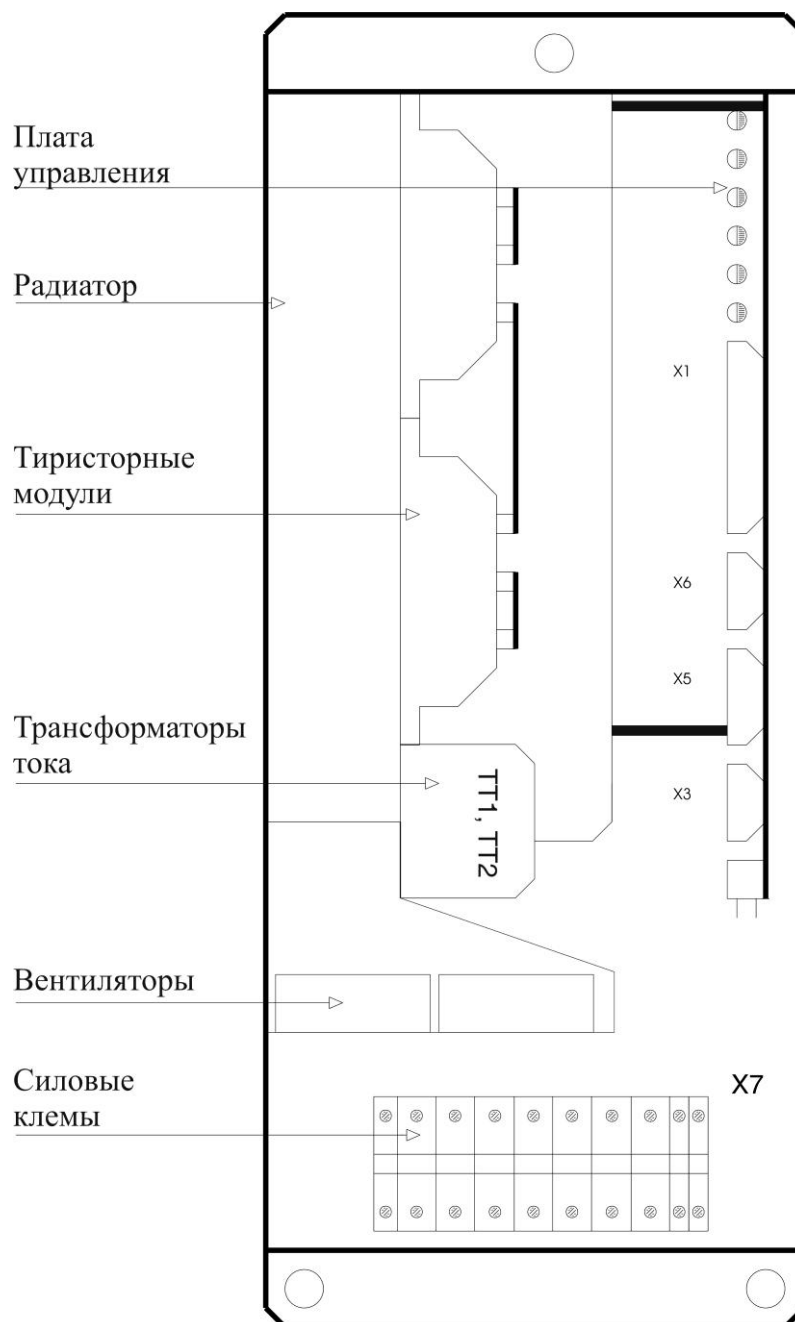 Плата
управления
Радиатор
X1
Тиристорные
модули
X6
X5
Трансформаторы
тока
ТТ1, ТТ2
X3
Вентиляторы
Силовые
клемы
X7